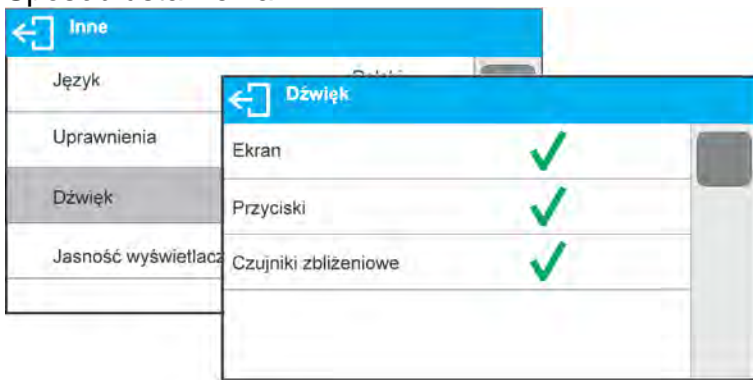 Inne
Język
Uprawnienia
Dźwięk
Jasność wyświetlacz
Dźwięk
Ekran
Przyciski
Czujniki zbliżeniowe